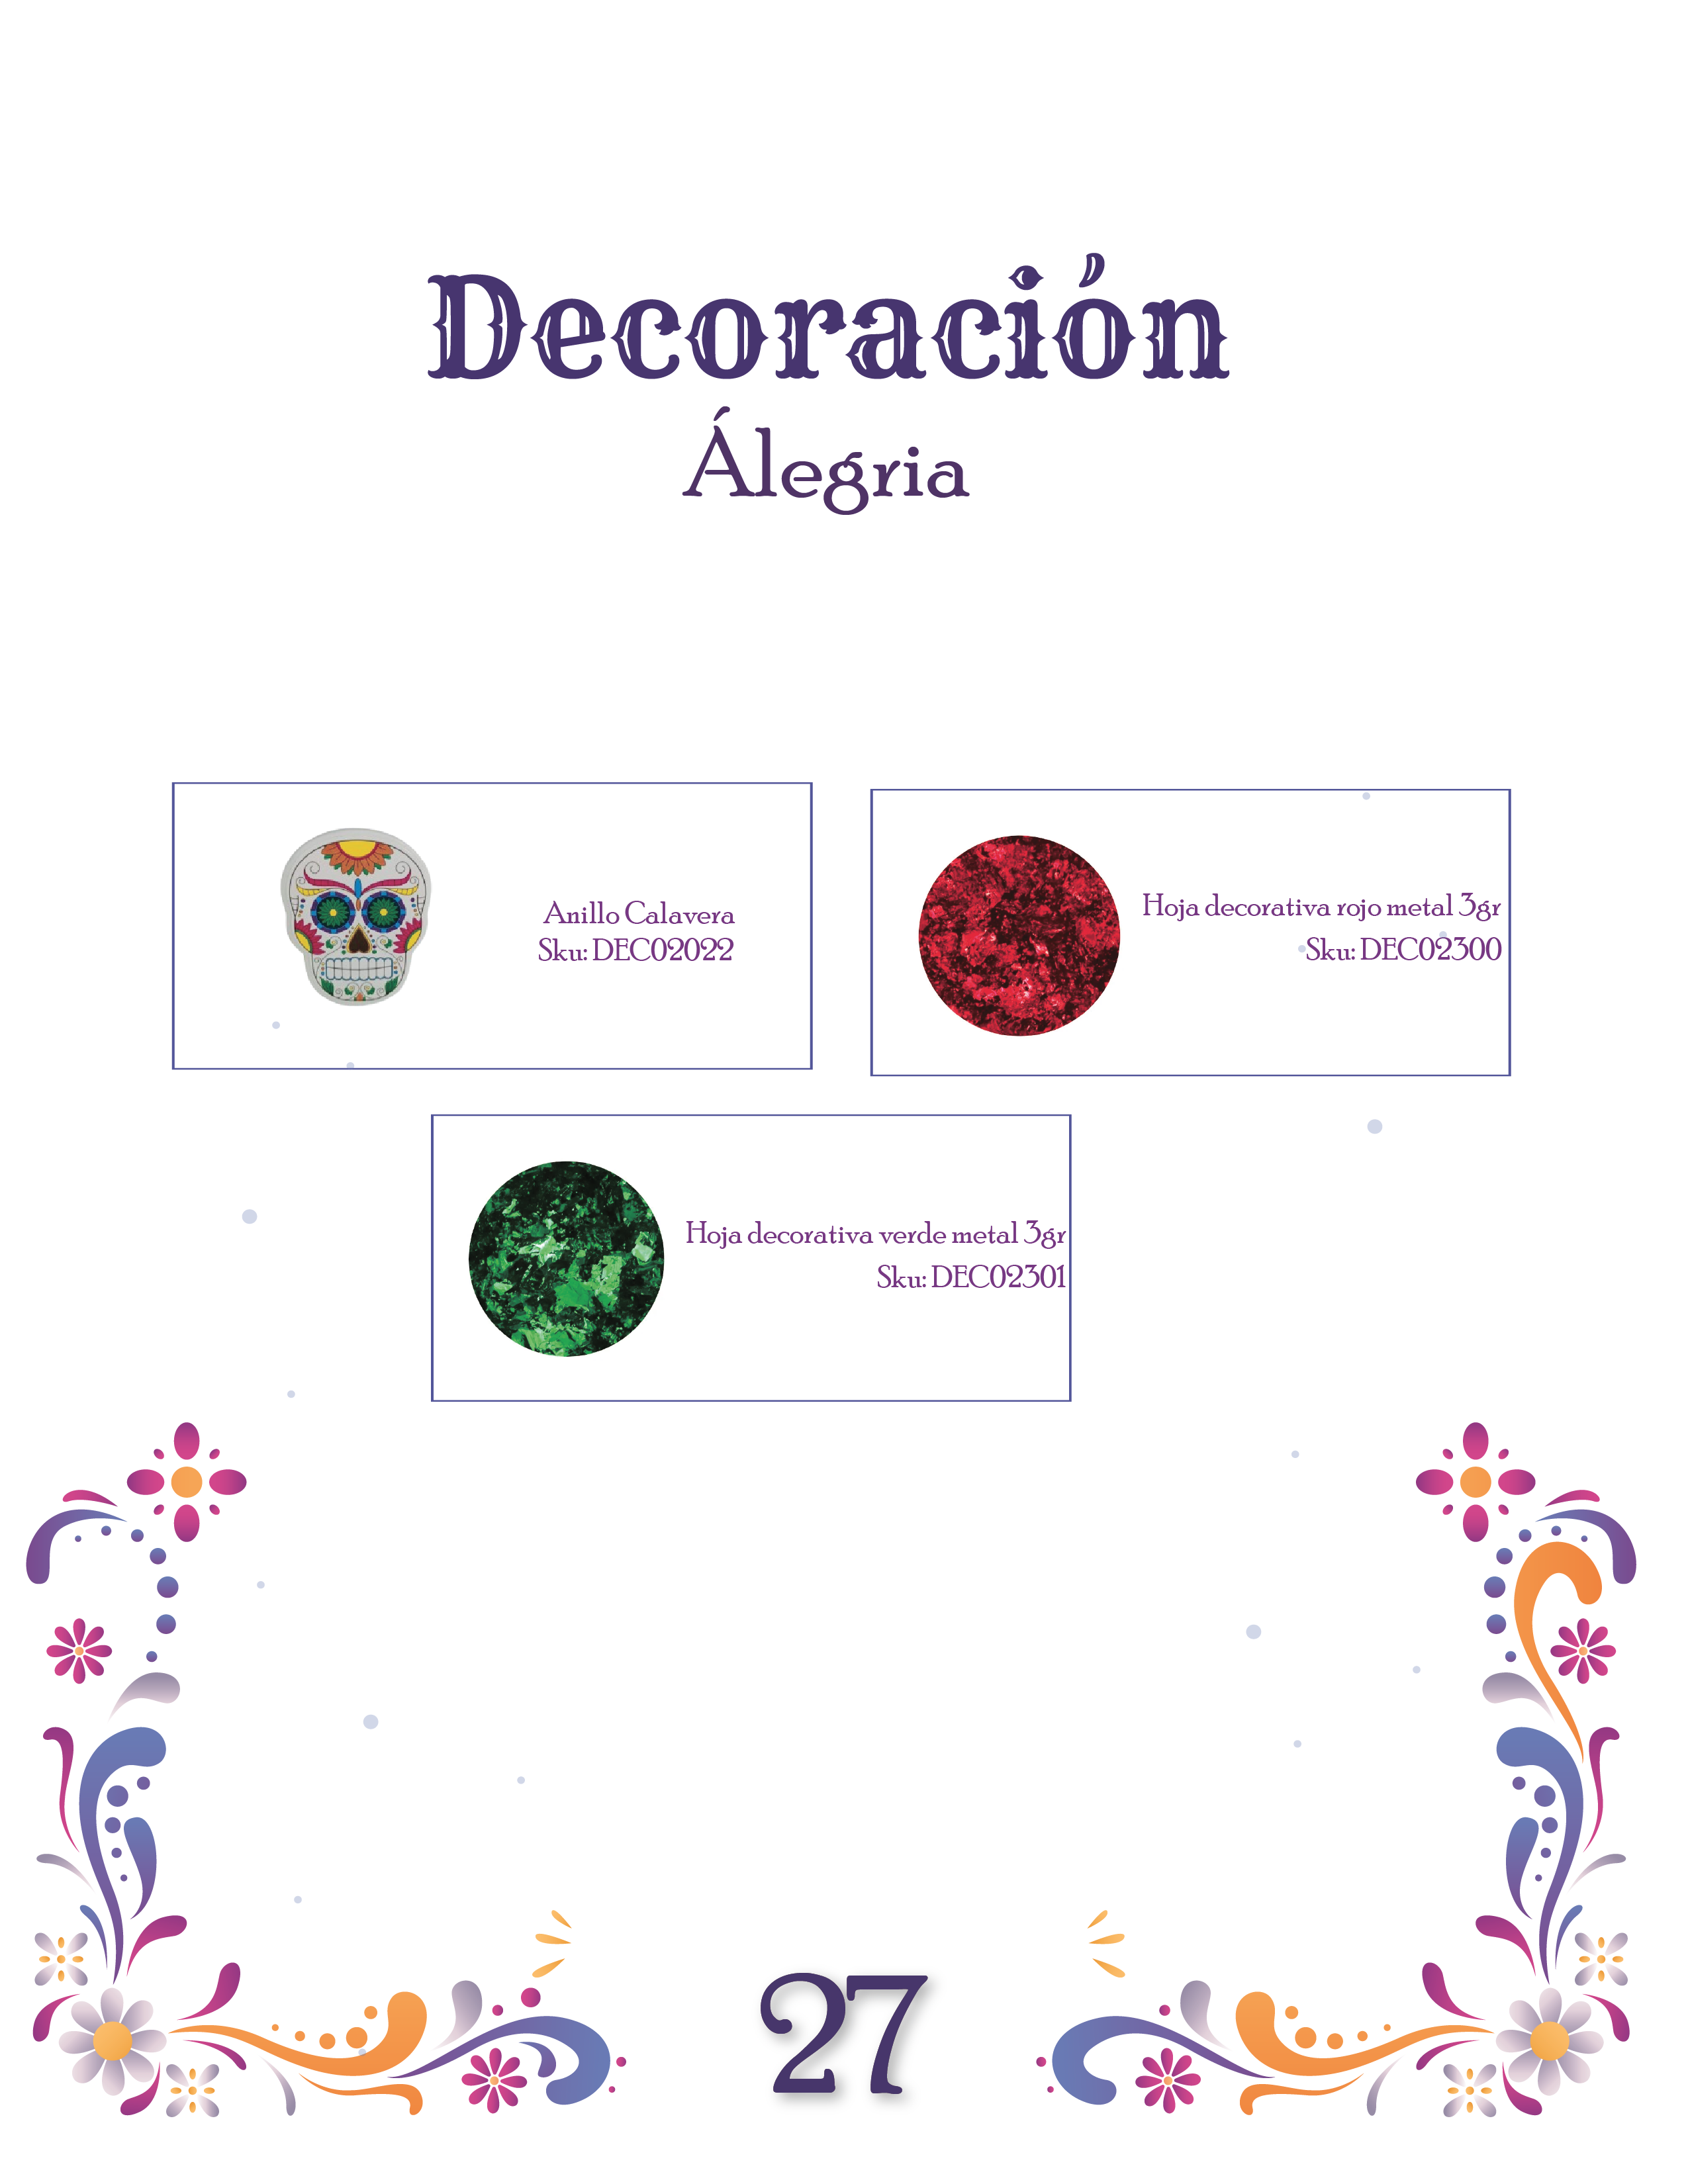 Decoración
Álegria
Anillo Calavera
Sku: DEC02022
Hoja decorativa rojo metal 3gr
Sku: DEC02300
Hoja decorativa verde metal 3gr
Sku: DEC02301
27